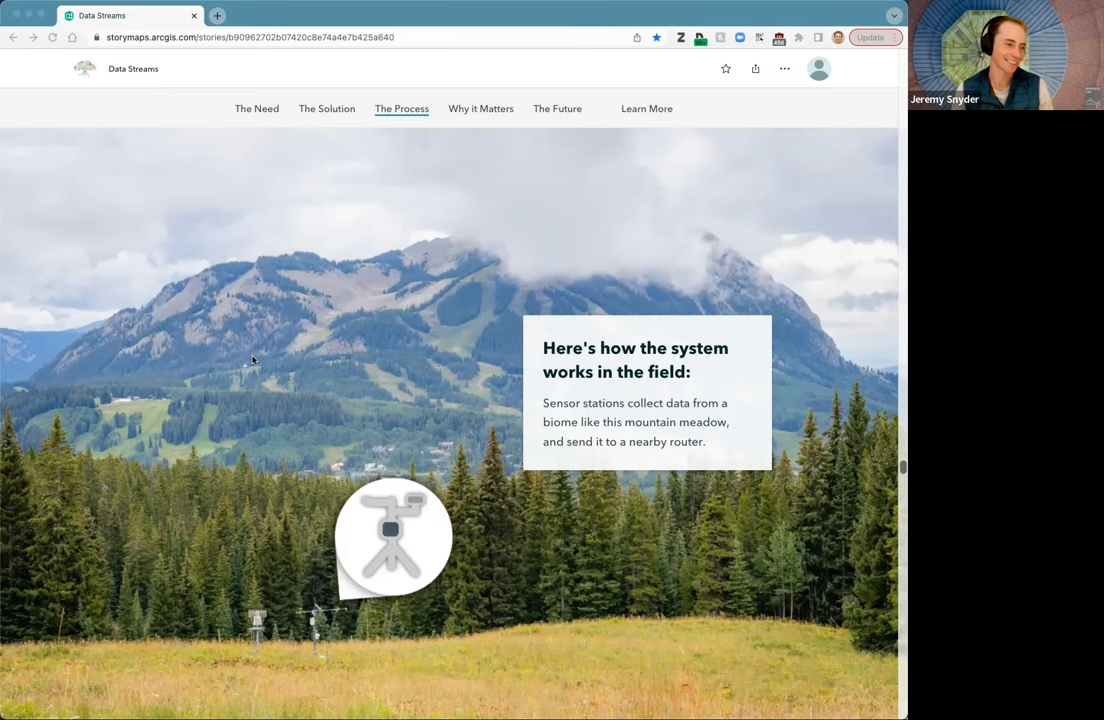 Data Streams
storymaps.arcgis.com/stories/b90962702b07420c8e74a4e7b425a640
456
Update
Data Streams
The Need
The Solution
The Process
Why it Matters
The Future
Learn More
Here's how the system
works in the field:
Sensor stations collect data from a
biome like this mountain meadow,
and send it to a nearby router.
Jeremy Snyder